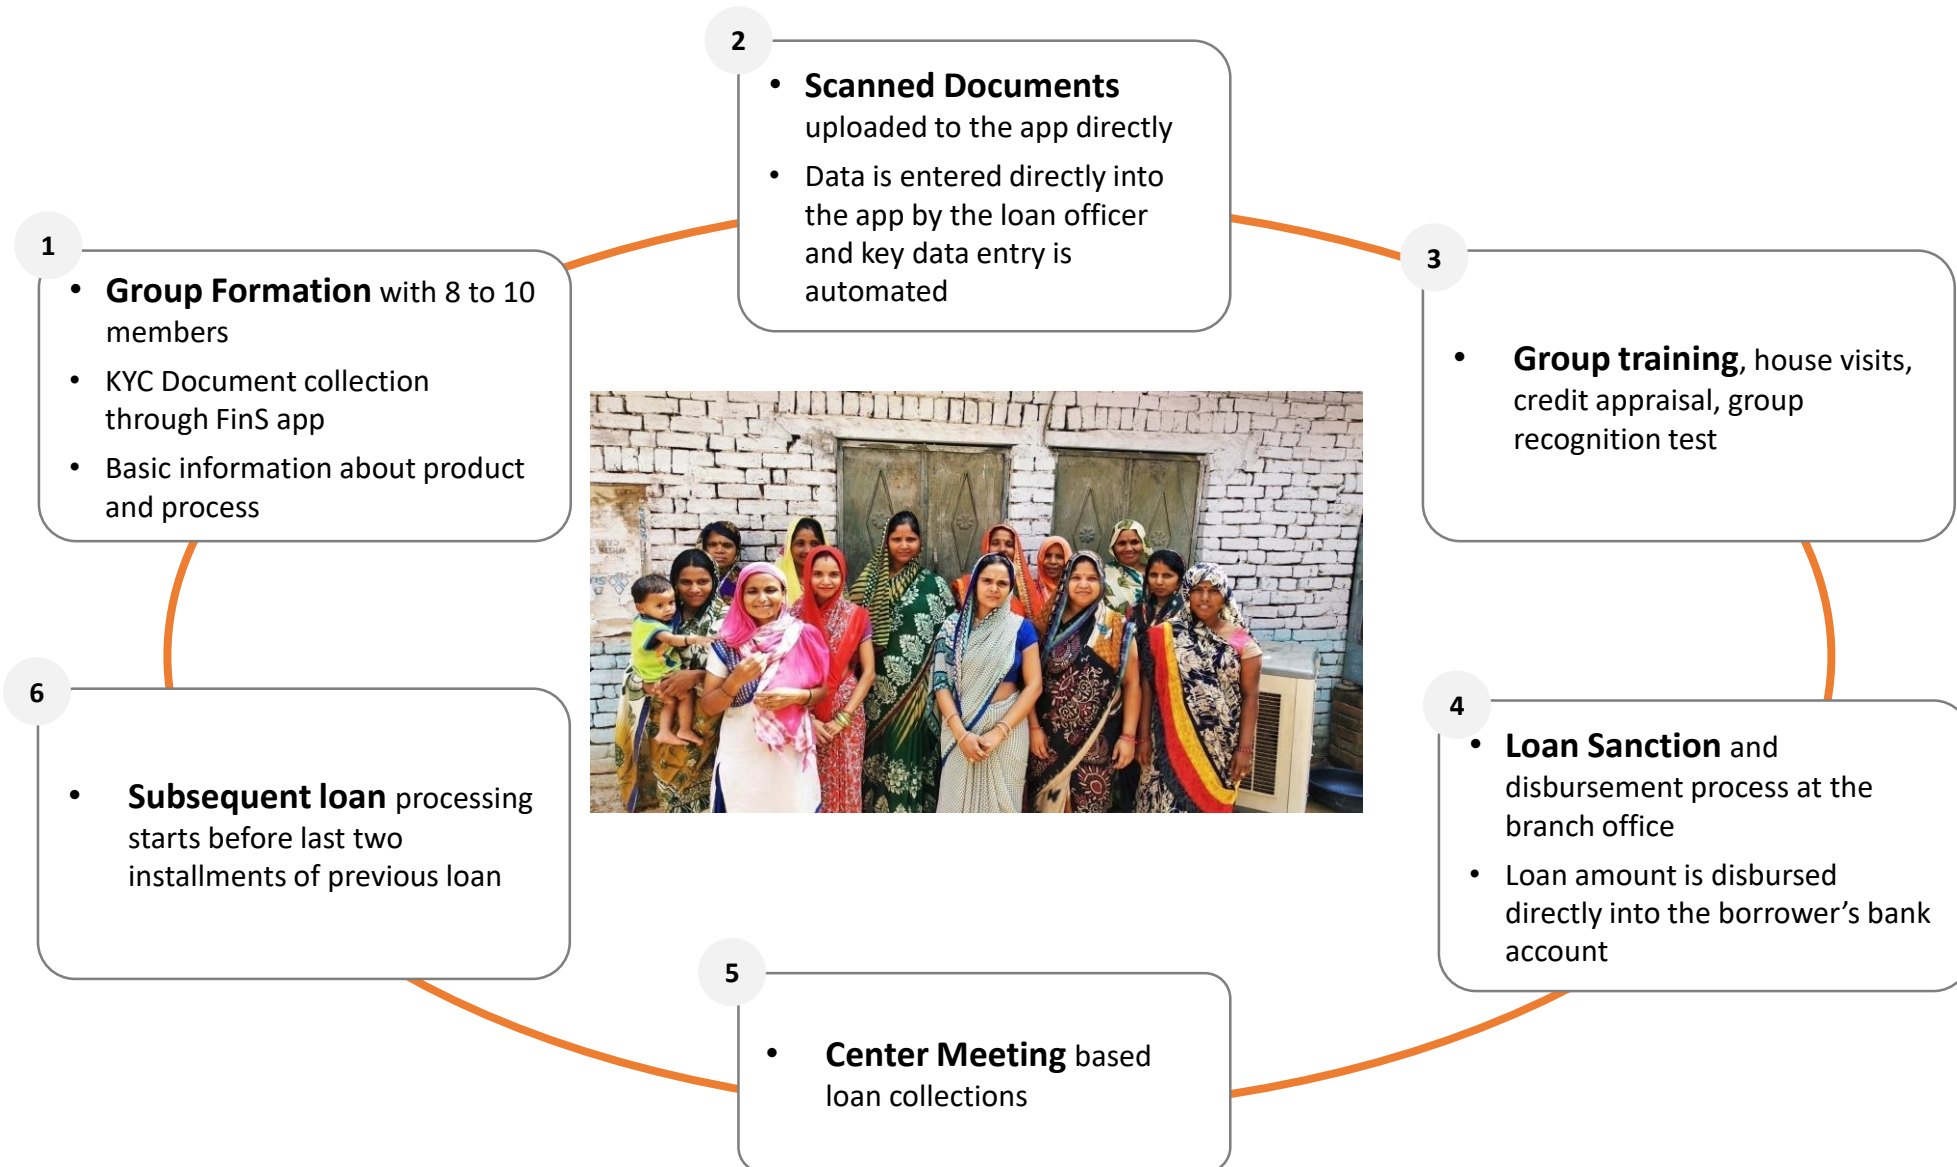 1
• Group Formation with 8 to 10
members
• KYC Document collection
through FinS app
• Basic information about product
and process
2
• Scanned Documents
uploaded to the app directly
• Data is entered directly into
the app by the loan officer
and key data entry is
automated
3
• Group training, house visits,
credit appraisal, group
recognition test
4
• Loan Sanction and
disbursement process at the
branch office
• Loan amount is disbursed
directly into the borrower’s bank
account
5
• Center Meeting based
loan collections
6
• Subsequent loan processing
starts before last two
installments of previous loan